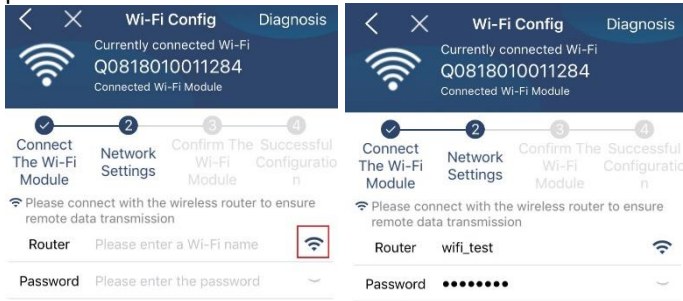 Wi-Fi Config Diagnosis
Currently connected Wi-Fi
Q0818010011284
Connected Wi-Fi Module
2 3 4
Connect The Wi-Fi Module
Network Settings
Confirm The Wi-Fi Module
Successful Configuratio
n
Please connect with the wireless router to ensure
remote data transmission
Router Please enter a Wi-Fi name
Password Please enter the password
Wi-Fi Config Diagnosis
Currently connected Wi-Fi
Q0818010011284
Connected Wi-Fi Module
2 3 4
Connect The Wi-Fi Module
Network Settings
Confirm The Wi-Fi Module
Successful Configuratio
n
Please connect with the wireless router to ensure
remote data transmission
Router wifi_test
Password ●●●●●●●●